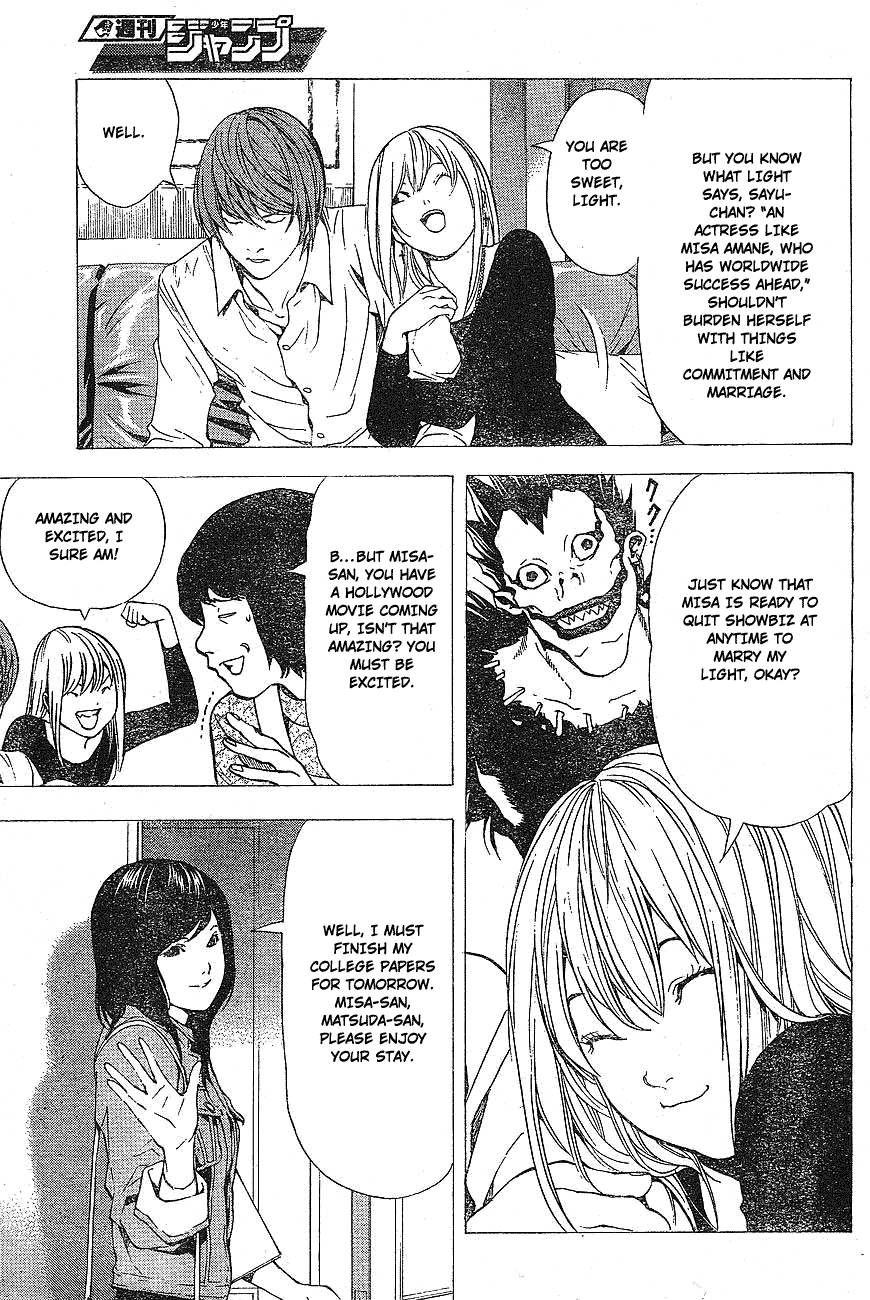 週刊
少年
ジャンプ
BUT YOU KNOW
WHAT LIGHT
SAYS, SAYU-
CHAN? "AN
ACTRESS LIKE
MISA AMANE, WHO
HAS WORLDWIDE
SUCCESS AHEAD,"
SHOULDN'T
BURDEN HERSELF
WITH THINGS
LIKE
COMMITMENT AND
MARRIAGE.
YOU ARE
TOO
SWEET,
LIGHT.
WELL.
JUST KNOW THAT
MISA IS READY TO
QUIT SHOWBIZ AT
ANYTIME TO
MARRY MY
LIGHT, OKAY?
クク…
B...BUT MISA-
SAN, YOU HAVE
A HOLLYWOOD
MOVIE COMING
UP, ISN'T THAT
AMAZING? YOU
MUST BE
EXCITED.
AMAZING AND
EXCITED, I
SURE AM!
WELL, I MUST
FINISH MY
COLLEGE PAPERS
FOR TOMORROW.
MISA-SAN,
MATSUDA-SAN,
PLEASE ENJOY
YOUR STAY.